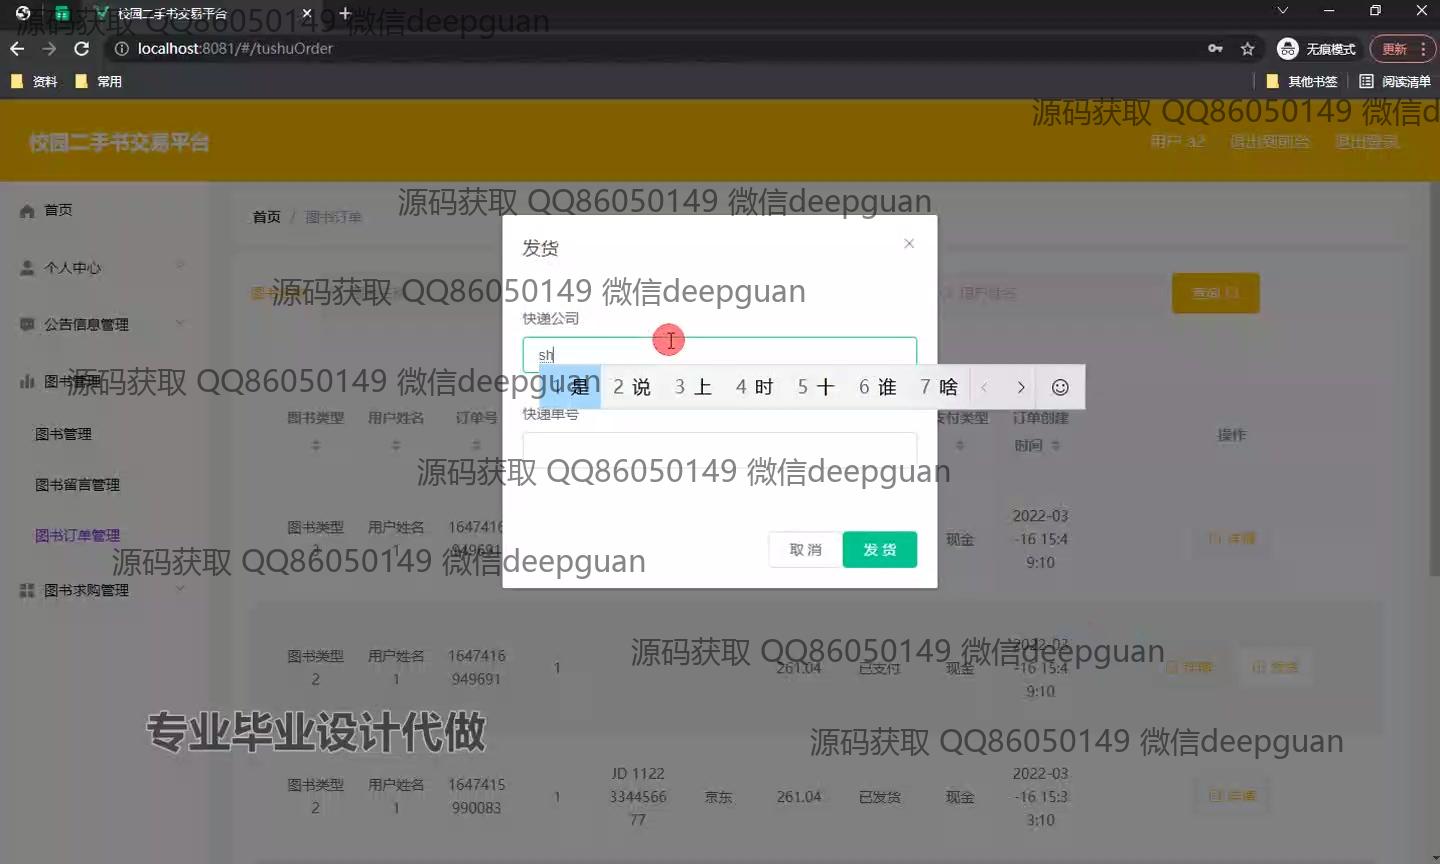 校园二手书交易平台
localhost:8081/#/tushuOrder
无痕模式
更新
资料
常用
其他书签
阅读清单
源码获取 QQ86050149 微信deepguan
源码获取 QQ86050149 微信d
校园二手书交易平台
用户 a2
退出到前台
退出登录
源码获取 QQ86050149 微信deepguan
首页
首页 / 图书订单
发货
个人中心
源码获取 QQ86050149 微信deepguan
用户姓名
查询
公告信息管理
快递公司
sh
图书管理
源码获取 QQ86050149 微信deepguan
1 是 2 说 3 上 4 时 5 十 6 谁 7 啥
快递单号
图书类型
用户姓名
订单号
支付类型
订单创建时间
操作
图书管理
源码获取 QQ86050149 微信deepguan
图书留言管理
图书订单管理
图书求购管理
取消
发货
图书类型
用户姓名1
1647416
949691
现金
2022-03
-16 15:4
9:10
详情
源码获取 QQ86050149 微信deepguan
源码获取 QQ86050149 微信deepguan
图书类型2
用户姓名1
1647416
949691
1
261.04
已支付
现金
2022-03
-16 15:4
9:10
详情
发货
专业毕业设计代做
源码获取 QQ86050149 微信deepguan
图书类型2
用户姓名1
1647415
990083
1
JD 1122
3344566
77
京东
261.04
已发货
现金
2022-03
-16 15:3
3:10
详情